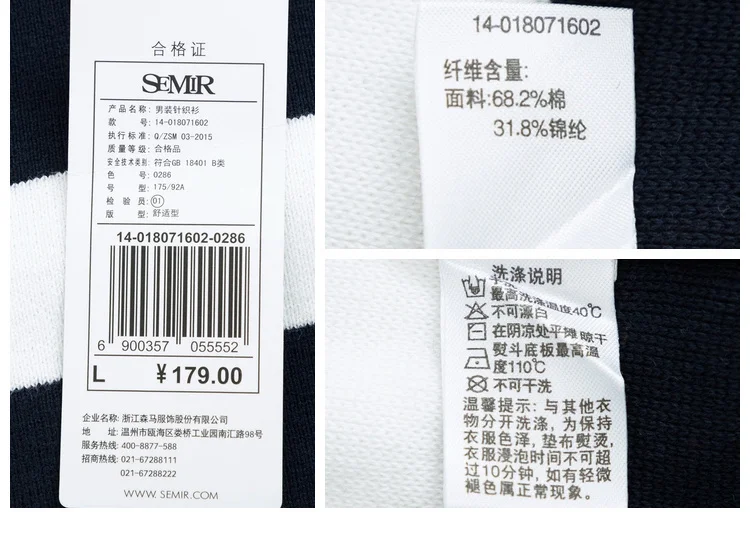 合格证
SEMIR
产品名称: 男装针织衫
款 号: 14-018071602
执行标准: Q/ZSM 03-2015
质量等级: 合格品
安全技术类别: 符合GB 18401 B类
色 号: 0286
号 型: 175/92A
检 验 员: 01
版 型: 舒适型
14-018071602-0286
6 900357 055552
L ¥179.00
企业名称: 浙江森马服饰股份有限公司
地 址: 温州市瓯海区娄桥工业园南汇路98号
服务热线: 400-8877-588
招商热线: 021-67288111
021-67288222
WWW.SEMIR.COM
14-018071602
纤维含量:
面料:68.2%棉
31.8%锦纶
洗涤说明
最高洗涤温度40℃
不可漂白
在阴凉处平摊晾干
熨斗底板最高温
度110℃
不可干洗
温馨提示: 与其他衣
物分开洗涤, 为保持
衣服色泽, 垫布熨烫,
衣服浸泡时间不可超
过10分钟, 如有轻微
褪色属正常现象。